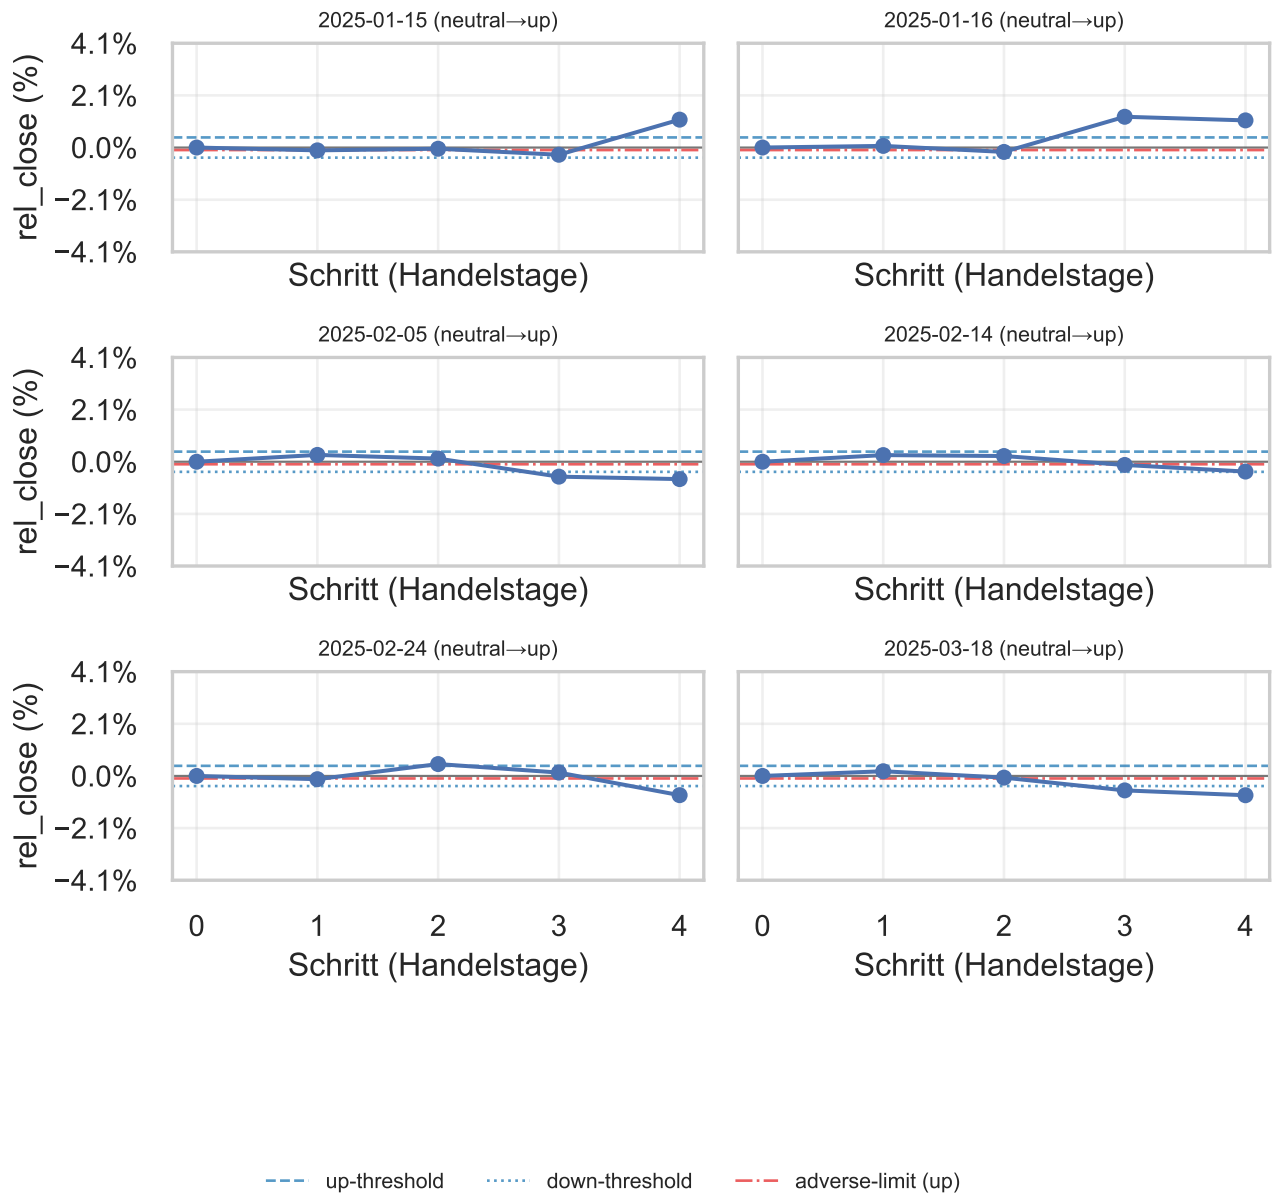 2025-01-15 (neutral→up)
2025-01-16 (neutral→up)
rel_close (%)
4.1%
2.1%
0.0%
−2.1%
−4.1%
Schritt (Handelstage)
Schritt (Handelstage)
2025-02-05 (neutral→up)
2025-02-14 (neutral→up)
rel_close (%)
4.1%
2.1%
0.0%
−2.1%
−4.1%
Schritt (Handelstage)
Schritt (Handelstage)
2025-02-24 (neutral→up)
2025-03-18 (neutral→up)
rel_close (%)
4.1%
2.1%
0.0%
−2.1%
−4.1%
0 1 2 3 4
0 1 2 3 4
Schritt (Handelstage)
Schritt (Handelstage)
up-threshold
down-threshold
adverse-limit (up)